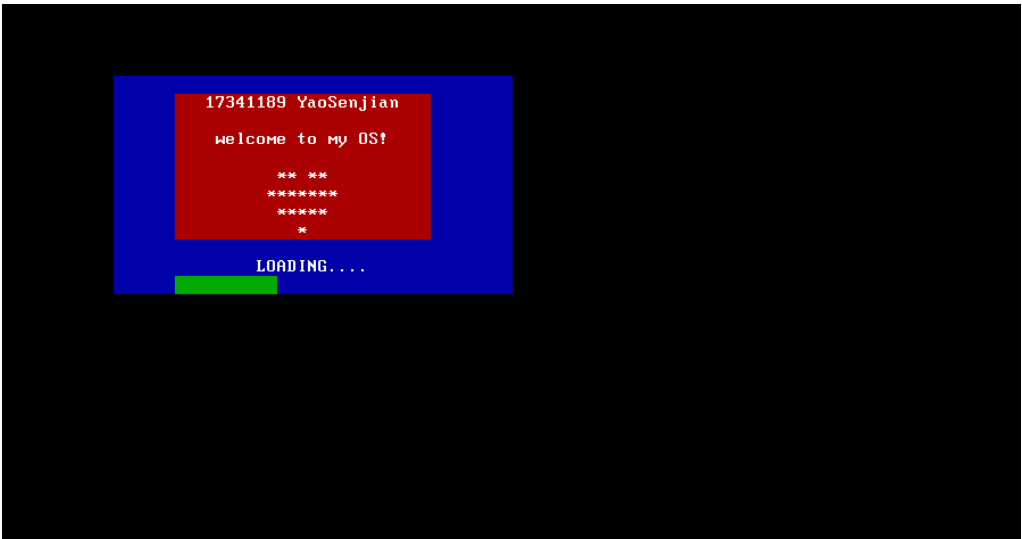 17341189 YaoSenjian
welcome to my OS!
** **
*******
*****
*
LOADING....